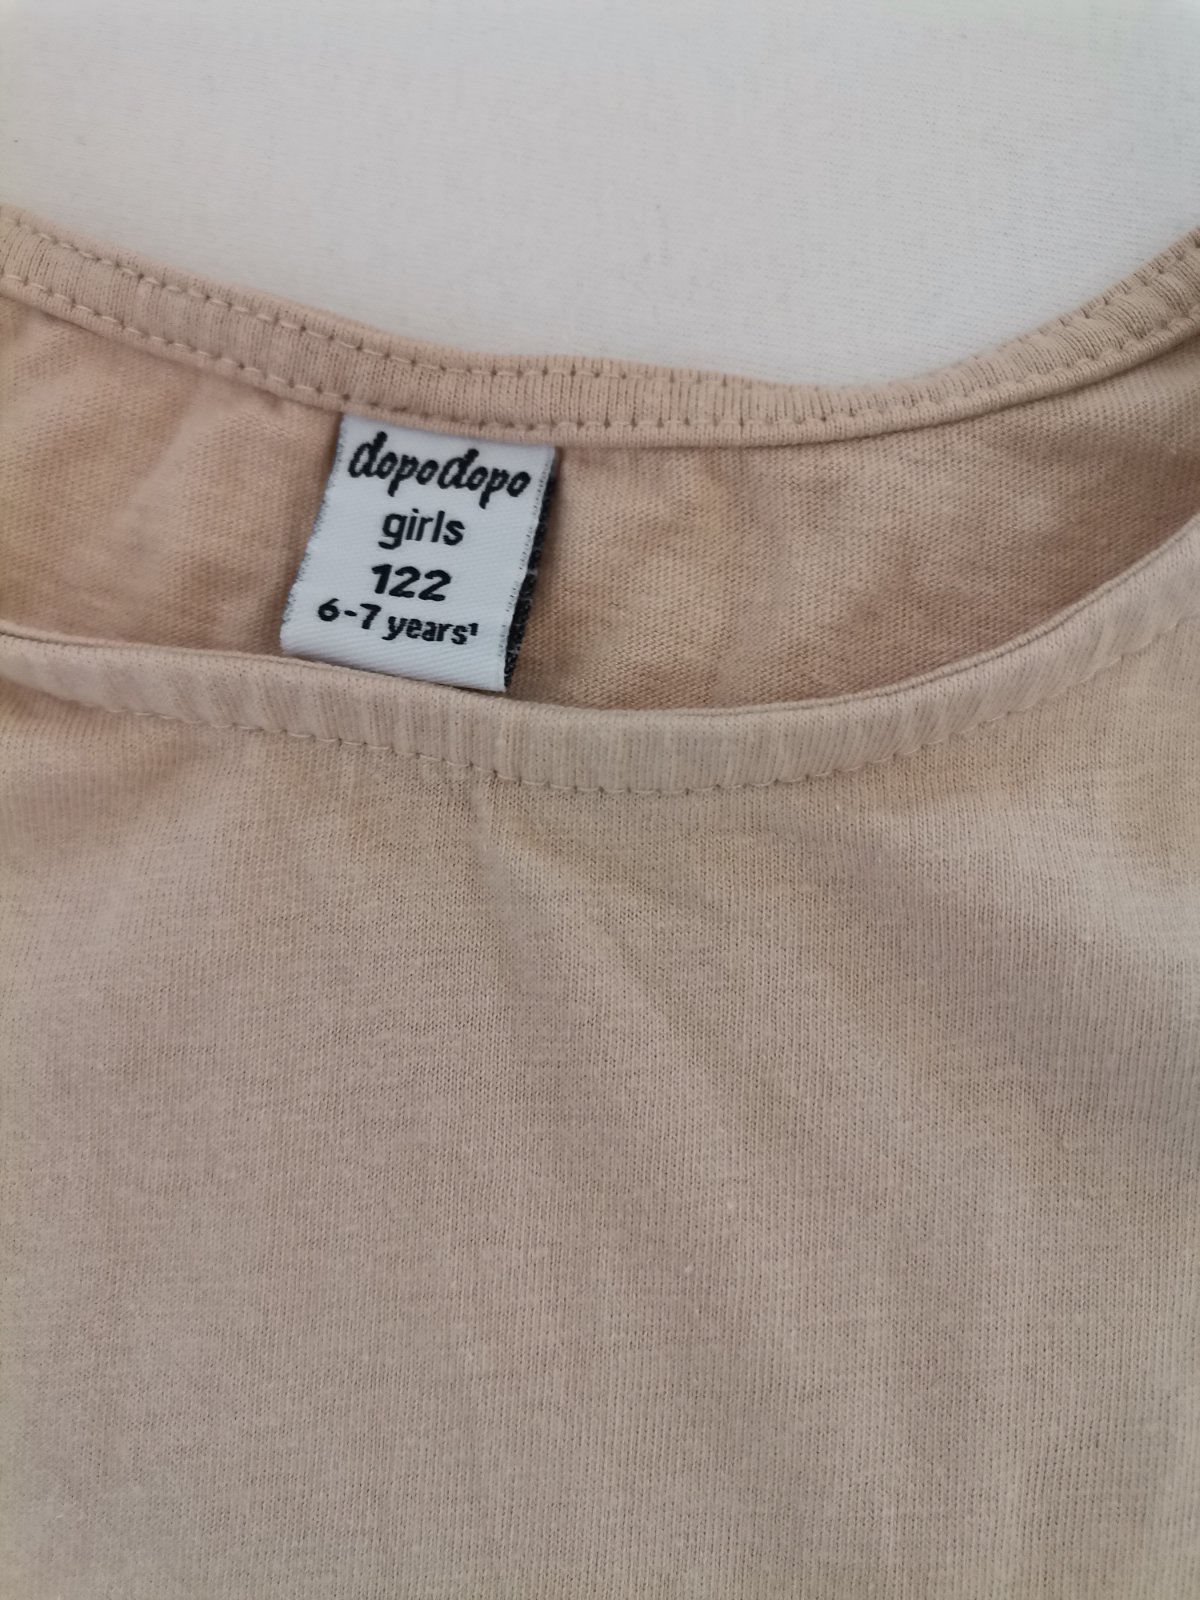 dopodopo
girls
122
6-7 years¹